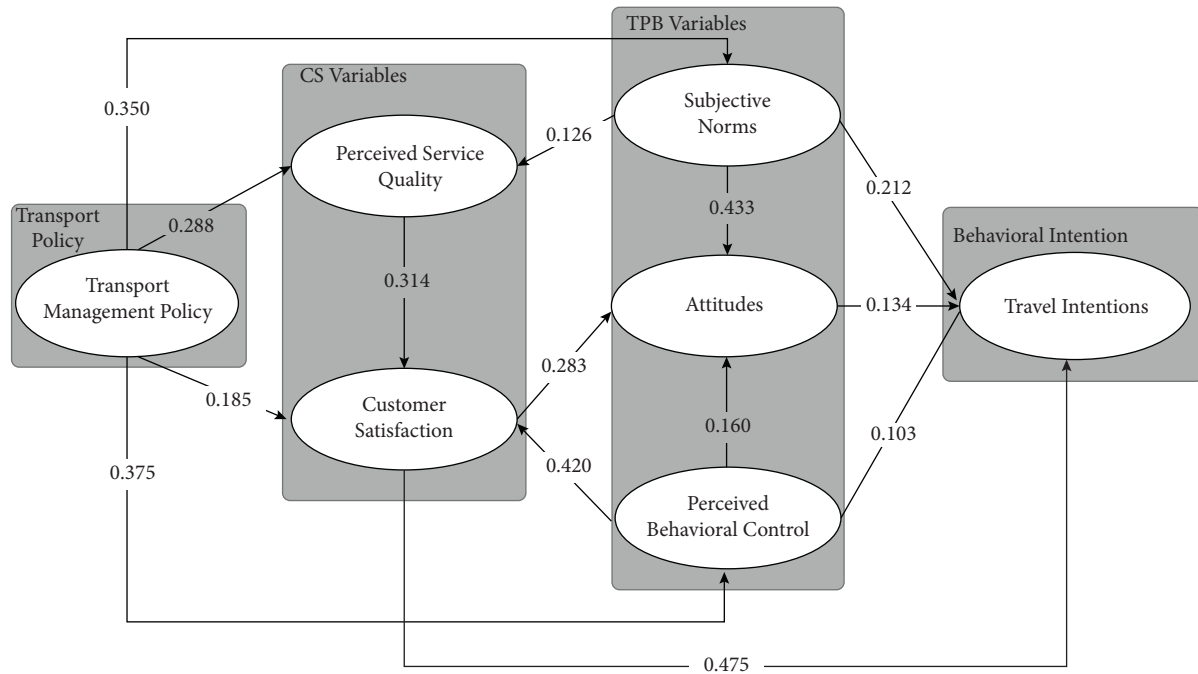 TPB Variables
CS Variables
0.350
Subjective
Norms
0.126
Perceived Service
Quality
0.212
0.433
Transport
Policy
0.288
Behavioral Intention
Transport
Management Policy
0.314
Attitudes
0.134
Travel Intentions
0.283
0.185
Customer
Satisfaction
0.160
0.103
0.375
0.420
Perceived
Behavioral Control
0.475